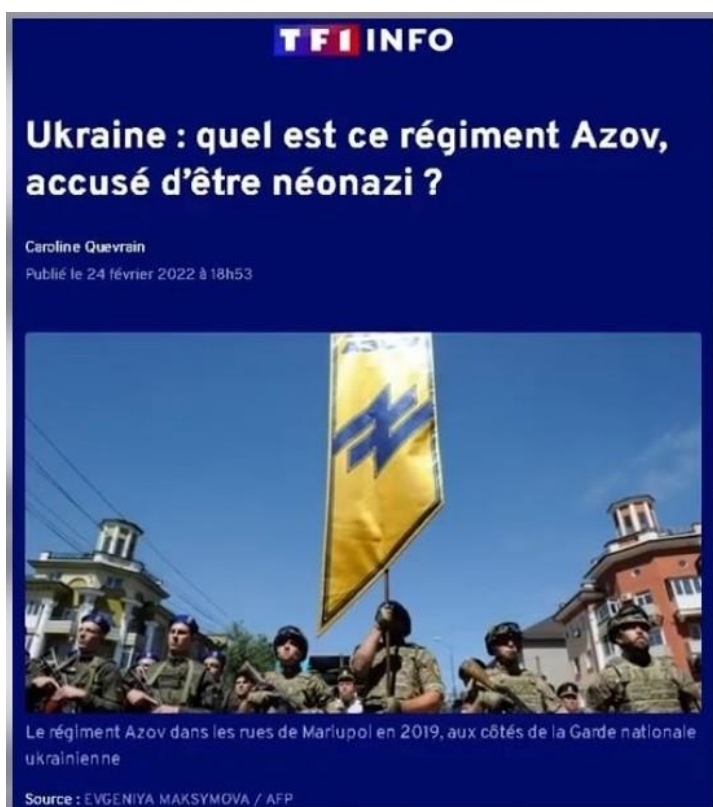 TF1 INFO
Ukraine : quel est ce régiment Azov,
accusé d'être néonazi ?
Caroline Quevrain
Publié le 24 février 2022 à 18h53
AZOV
Le régiment Azov dans les rues de Mariupol en 2019, aux côtés de la Garde nationale
ukrainienne
Source : EVGENIYA MAKSYMOVA / AFP